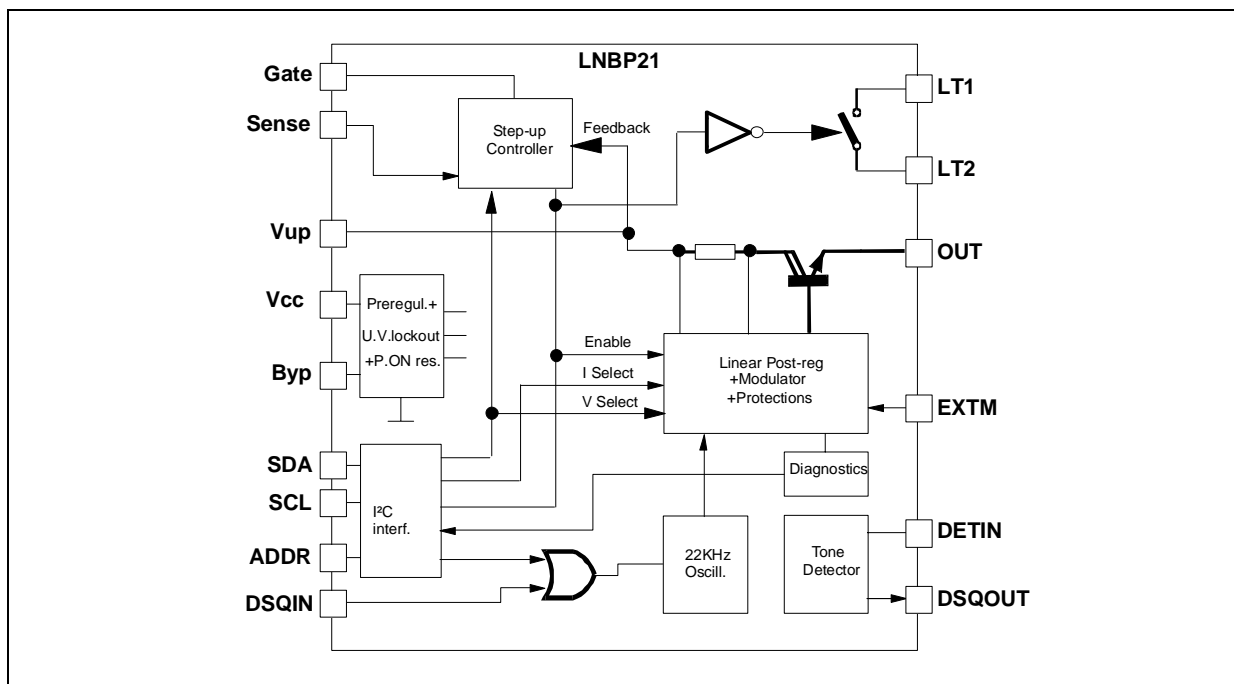 LNBP21
Gate
LT1
Sense
Step-up
Controller
Feedback
LT2
Vup
OUT
Vcc
Preregul.+
U.V.lockout
+P.ON res.
Byp
Enable
I Select
V Select
Linear Post-reg
+Modulator
+Protections
EXTM
SDA
SCL
ADDR
DSQIN
I²C
interf.
Diagnostics
22KHz
Oscill.
Tone
Detector
DETIN
DSQOUT